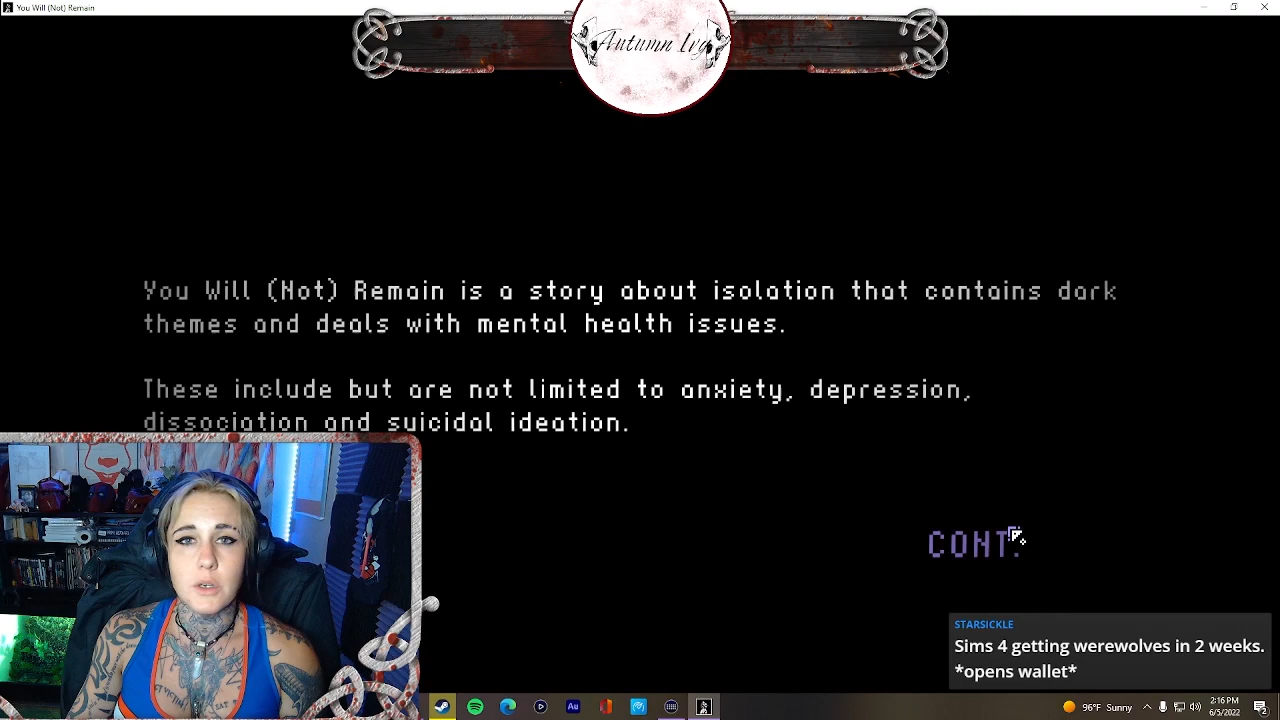 You Will (Not) Remain
Autumn Ivy
You Will (Not) Remain is a story about isolation that contains dark
themes and deals with mental health issues.
These include but are not limited to anxiety, depression,
dissociation and suicidal ideation.
CONT.
STARSICKLE
Sims 4 getting werewolves in 2 weeks.
*opens wallet*
Au
96°F Sunny
2:16 PM
6/5/2022
2